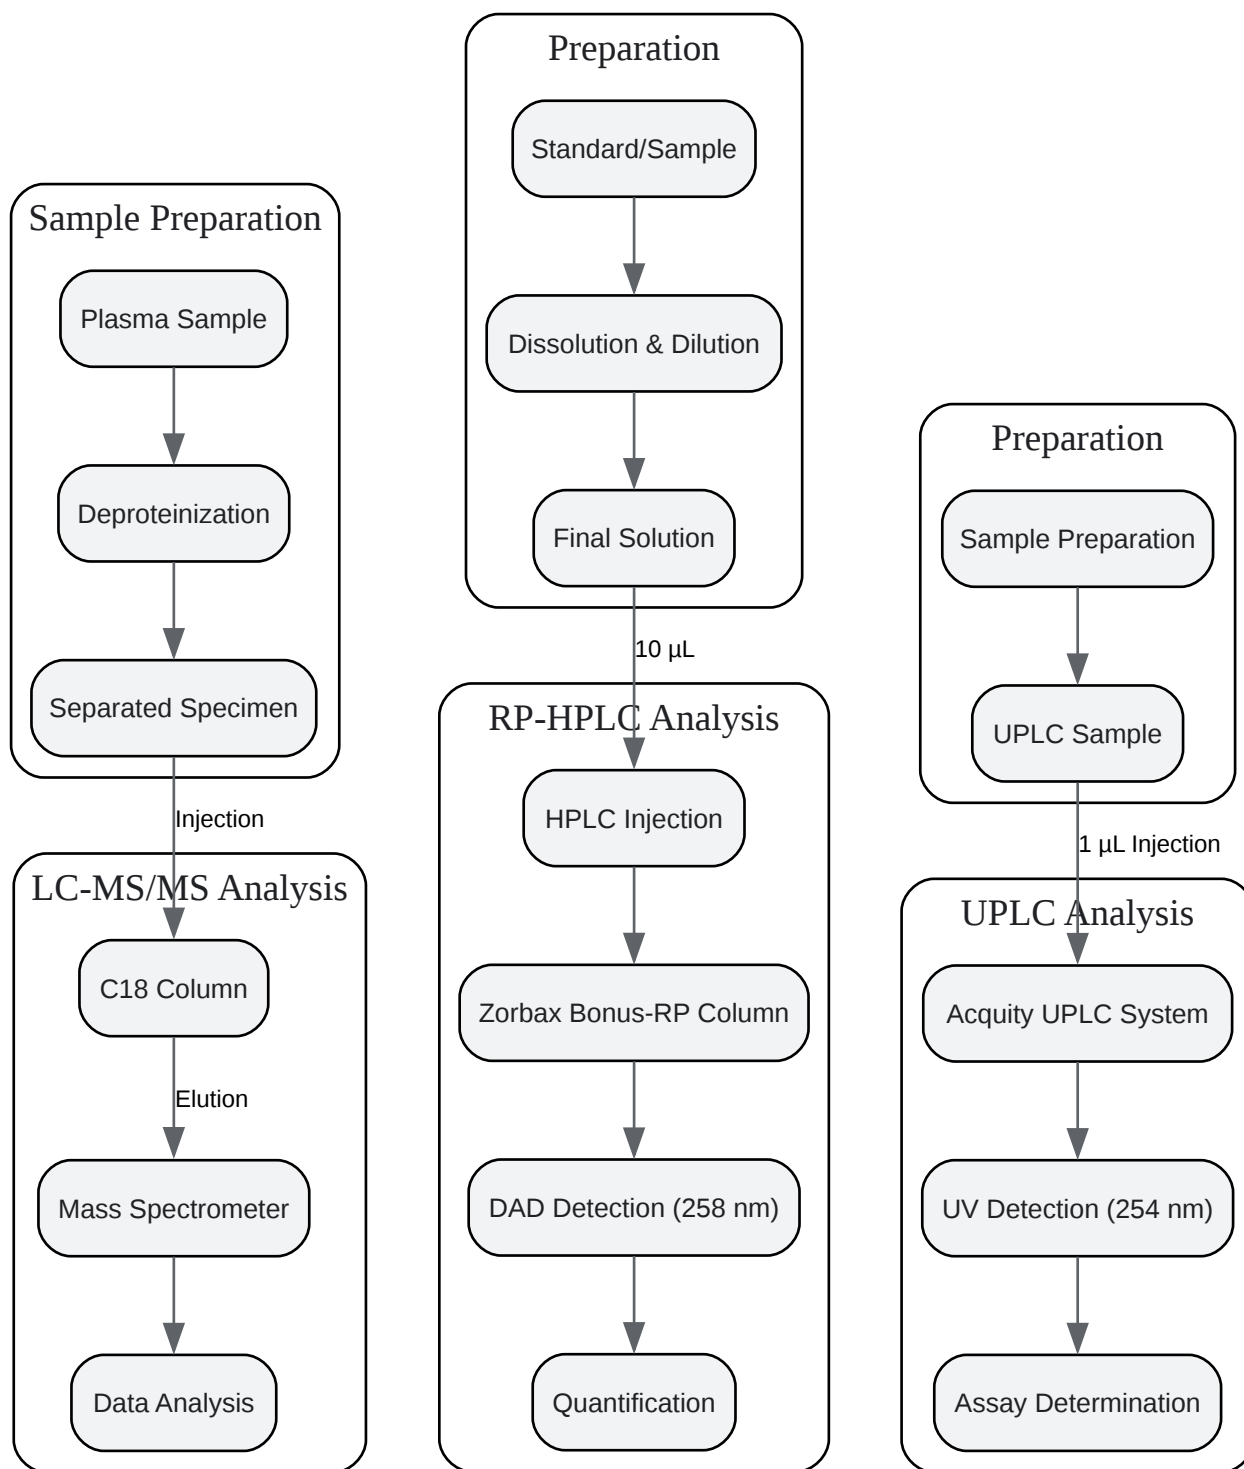 Sample Preparation
Plasma Sample
Deproteinization
Separated Specimen
Injection
LC-MS/MS Analysis
C18 Column
Elution
Mass Spectrometer
Data Analysis
Preparation
Standard/Sample
Dissolution & Dilution
Final Solution
10 µL
RP-HPLC Analysis
HPLC Injection
Zorbax Bonus-RP Column
DAD Detection (258 nm)
Quantification
Preparation
Sample Preparation
UPLC Sample
1 µL Injection
UPLC Analysis
Acquity UPLC System
UV Detection (254 nm)
Assay Determination